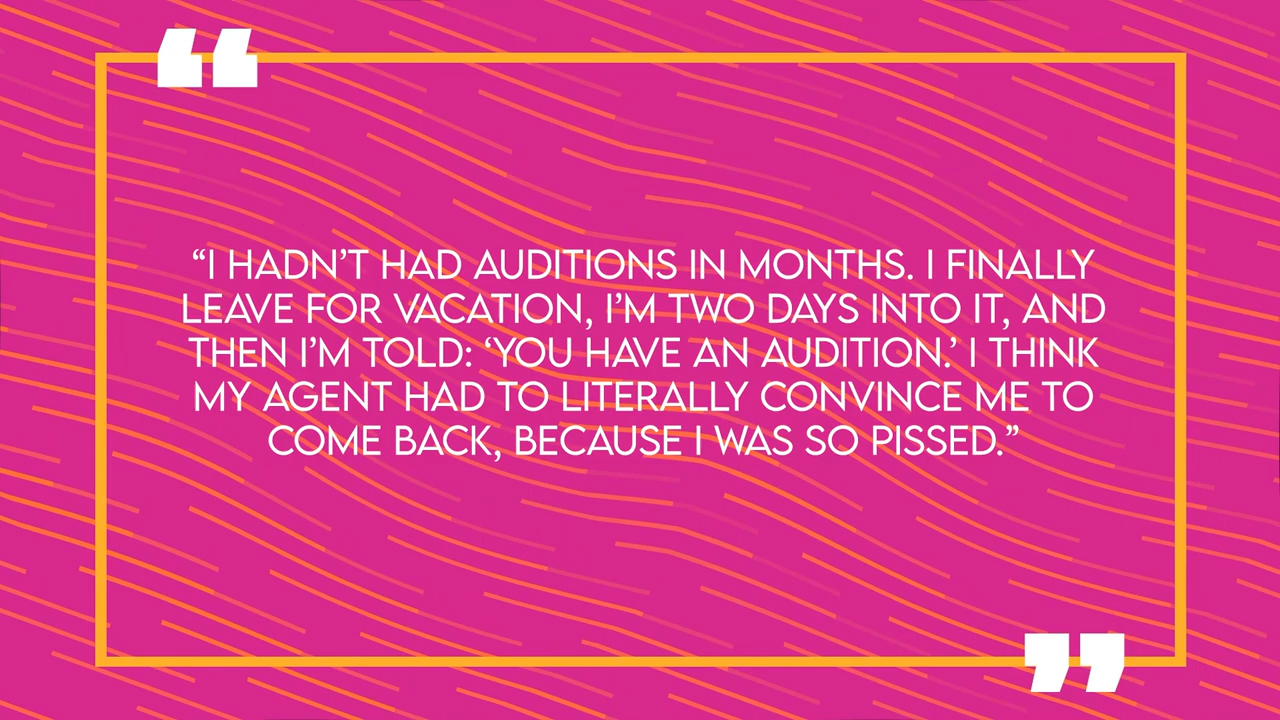 “I HADN’T HAD AUDITIONS IN MONTHS. I FINALLY
LEAVE FOR VACATION, I’M TWO DAYS INTO IT, AND
THEN I’M TOLD: ‘YOU HAVE AN AUDITION.’ I THINK
MY AGENT HAD TO LITERALLY CONVINCE ME TO
COME BACK, BECAUSE I WAS SO PISSED.”